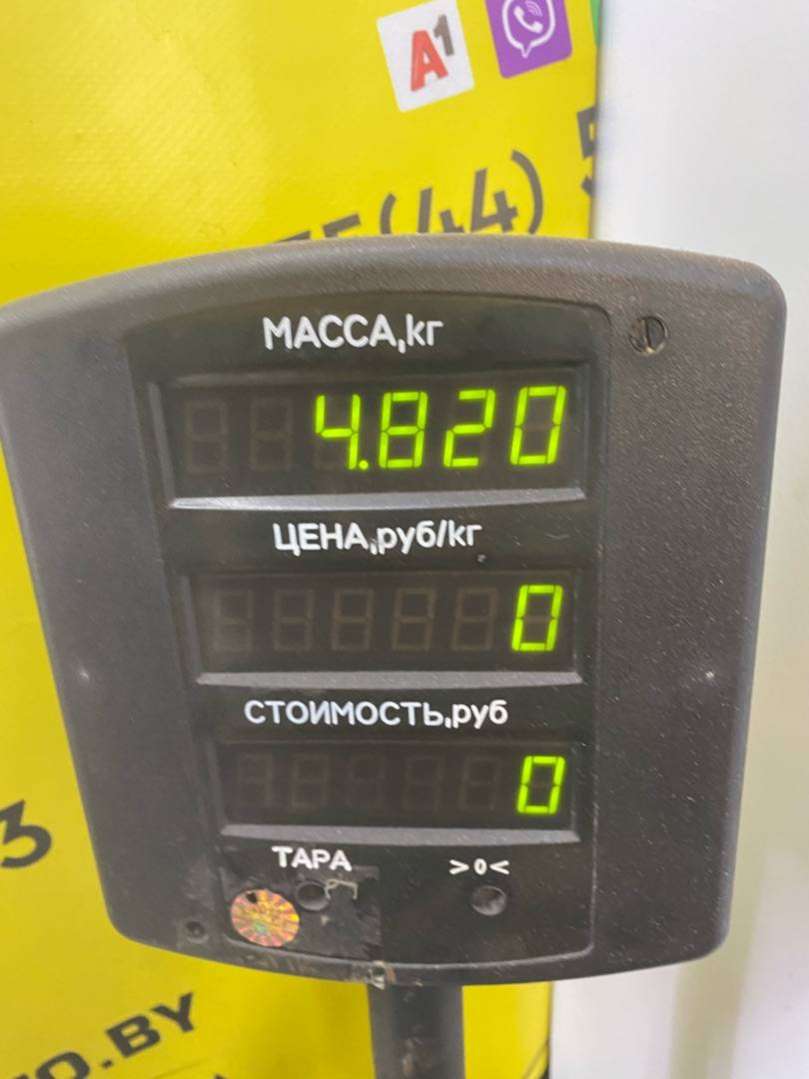 A1
(44)
МАССА,кг
4.820
ЦЕНА,руб/кг
0
СТОИМОСТЬ,руб
0
ТАРА
>0<
3
.BY